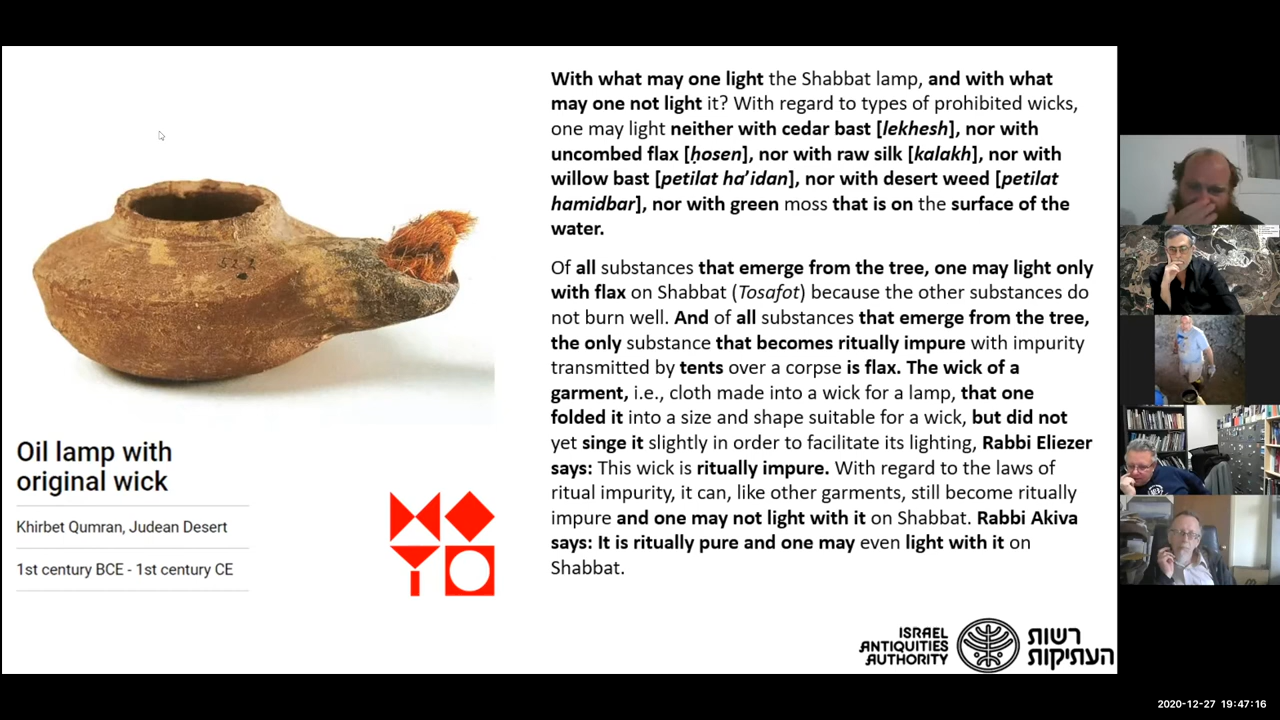 With what may one light the Shabbat lamp, and with what
may one not light it? With regard to types of prohibited wicks,
one may light neither with cedar bast [lekhesh], nor with
uncombed flax [ḥosen], nor with raw silk [kalakh], nor with
willow bast [petilat ha’idan], nor with desert weed [petilat
hamidbar], nor with green moss that is on the surface of the
water.
Of all substances that emerge from the tree, one may light only
with flax on Shabbat (Tosafot) because the other substances do
not burn well. And of all substances that emerge from the tree,
the only substance that becomes ritually impure with impurity
transmitted by tents over a corpse is flax. The wick of a
garment, i.e., cloth made into a wick for a lamp, that one
folded it into a size and shape suitable for a wick, but did not
yet singe it slightly in order to facilitate its lighting, Rabbi Eliezer
says: This wick is ritually impure. With regard to the laws of
ritual impurity, it can, like other garments, still become ritually
impure and one may not light with it on Shabbat. Rabbi Akiva
says: It is ritually pure and one may even light with it on
Shabbat.
Oil lamp with
original wick
Khirbet Qumran, Judean Desert
1st century BCE - 1st century CE
ISRAEL
ANTIQUITIES
AUTHORITY
רשות
העתיקות
2020-12-27 19:47:16